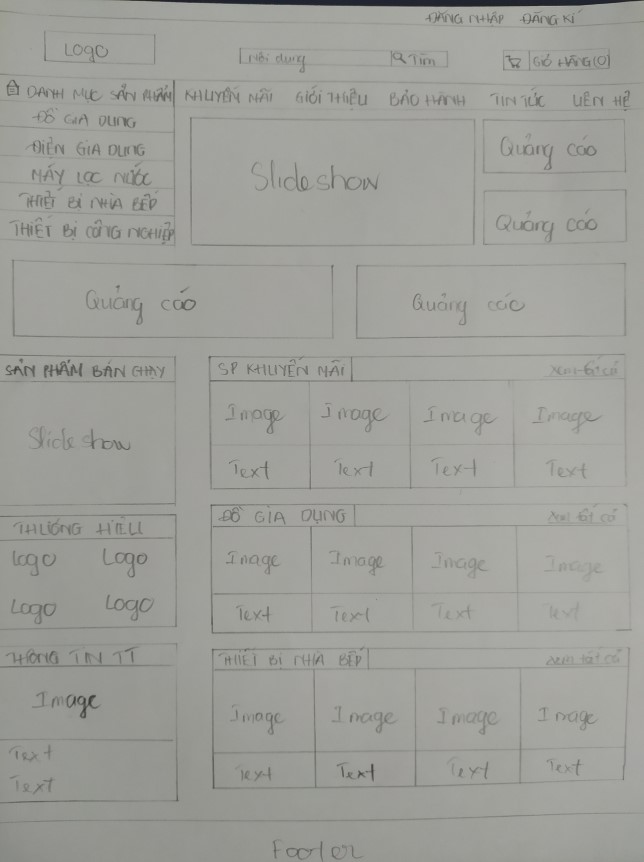 ĐĂNG NHẬP ĐĂNG KÍ
Logo
Nội dung Tìm
GIỎ HÀNG(0)
DANH MỤC SẢN PHẨM KHUYẾN MÃI GIỚI THIỆU BẢO HÀNH TIN TỨC LIÊN HỆ
ĐỒ GIA DỤNG
ĐIỆN GIA DỤNG
MÁY LỌC NƯỚC
THIẾT BỊ NHÀ BẾP
THIẾT BỊ CÔNG NGHIỆP
Slideshow
Quảng cáo
Quảng cáo
Quảng cáo
Quảng cáo
SẢN PHẨM BÁN CHẠY
Slide show
THƯƠNG HIỆU
Logo Logo
Logo Logo
THÔNG TIN TT
Image
Text
Text
SP KHUYẾN MÃI Xem tất cả
Image Image Image Image
Text Text Text Text
ĐỒ GIA DỤNG Xem tất cả
Image Image Image Image
Text Text Text Text
THIẾT BỊ NHÀ BẾP Xem tất cả
Image Image Image Image
Text Text Text Text
Footer